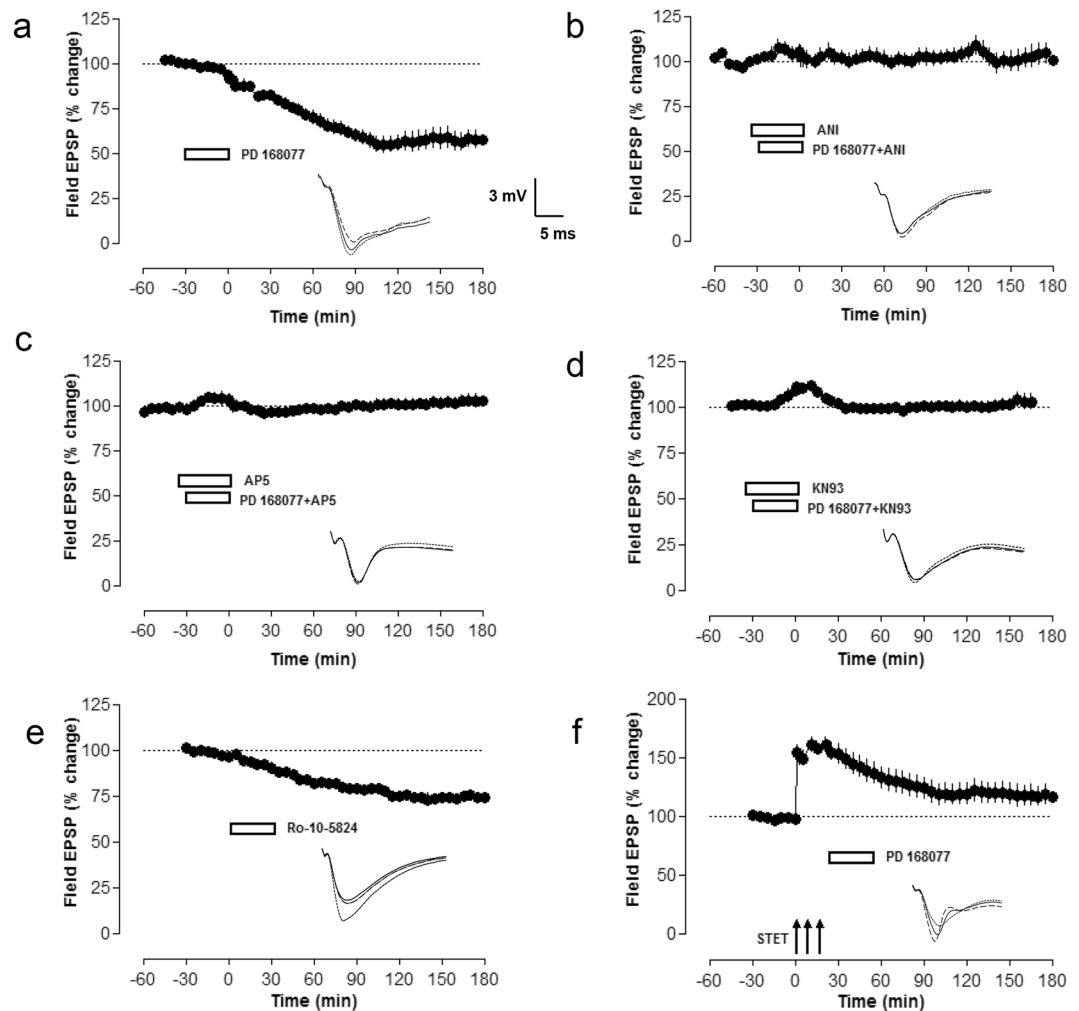 a
125
100
75
50
25
0
Field EPSP (% change)
PD 168077
3 mV
5 ms
-60 -30 0 30 60 90 120 150 180
Time (min)
b
125
100
75
50
25
0
Field EPSP (% change)
ANI
PD 168077+ANI
-60 -30 0 30 60 90 120 150 180
Time (min)
c
125
100
75
50
25
0
Field EPSP (% change)
AP5
PD 168077+AP5
-60 -30 0 30 60 90 120 150 180
Time (min)
d
125
100
75
50
25
0
Field EPSP (% change)
KN93
PD 168077+KN93
-60 -30 0 30 60 90 120 150 180
Time (min)
e
125
100
75
50
25
0
Field EPSP (% change)
Ro-10-5824
-60 -30 0 30 60 90 120 150 180
Time (min)
f
200
150
100
50
0
Field EPSP (% change)
PD 168077
STET
-60 -30 0 30 60 90 120 150 180
Time (min)